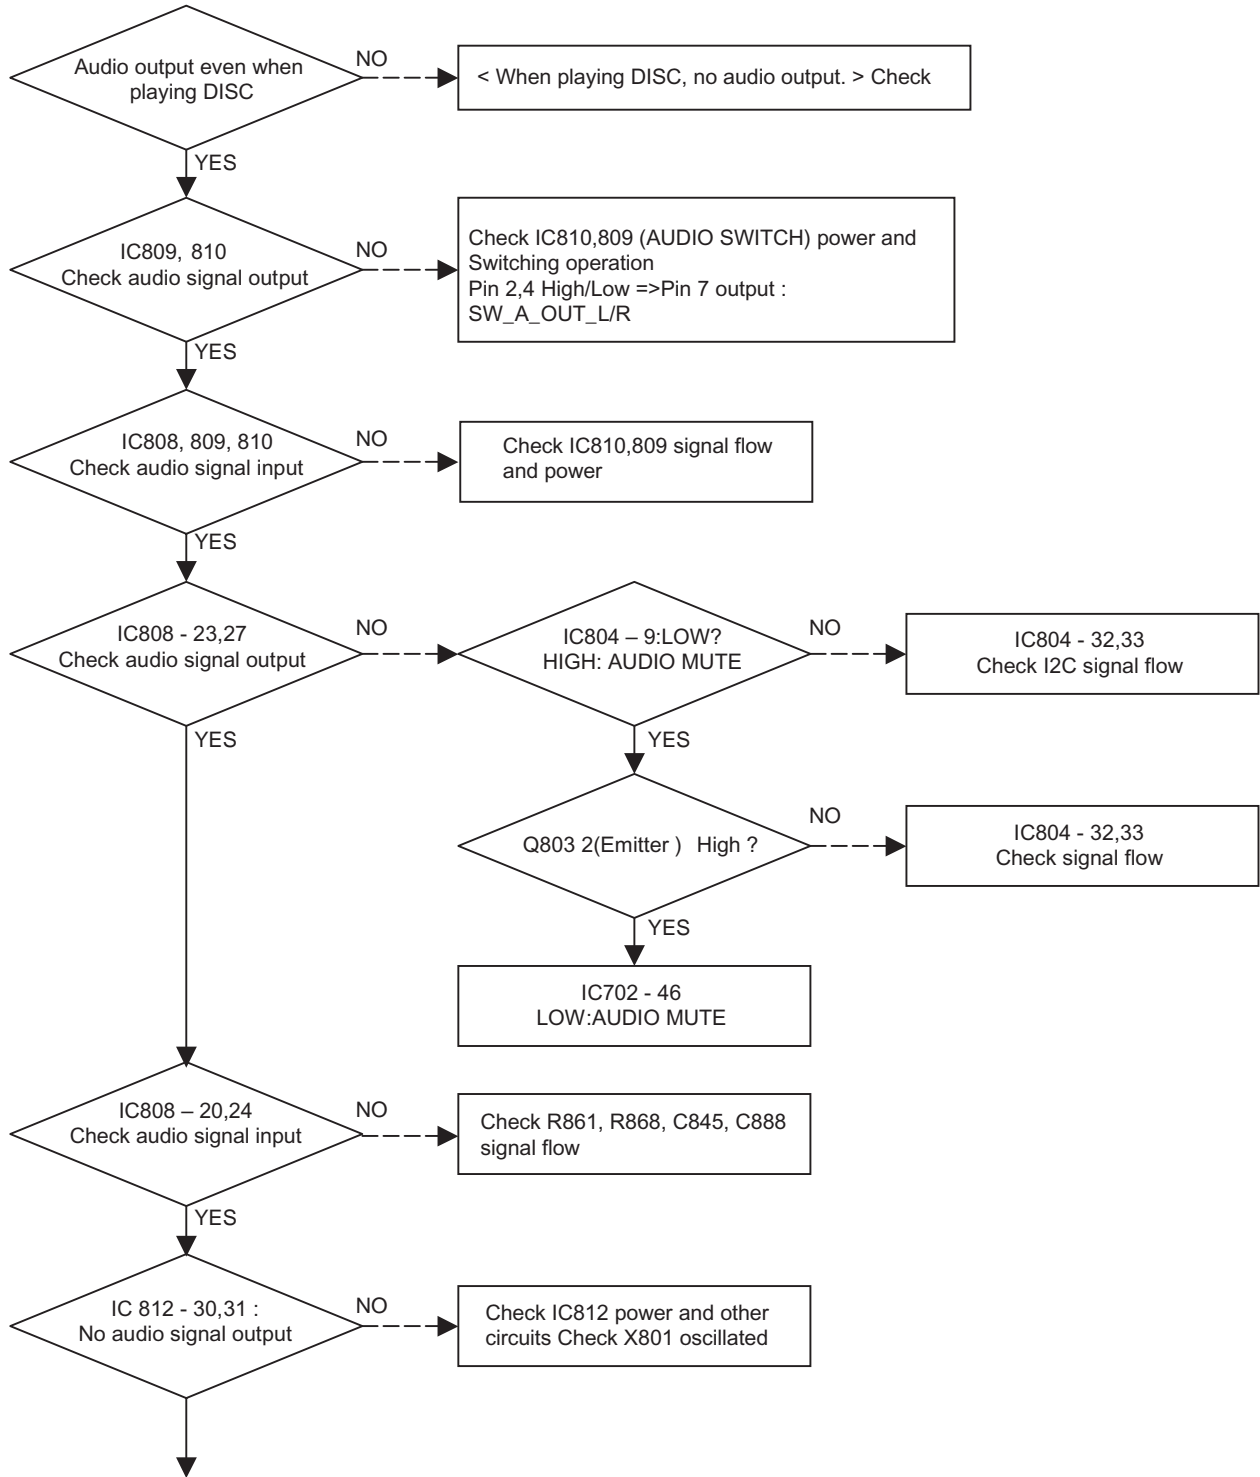 Audio output even when
playing DISC
NO
< When playing DISC, no audio output. > Check
YES
IC809, 810
Check audio signal output
NO
Check IC810,809 (AUDIO SWITCH) power and
Switching operation
Pin 2,4 High/Low =>Pin 7 output :
SW_A_OUT_L/R
YES
IC808, 809, 810
Check audio signal input
NO
Check IC810,809 signal flow
and power
YES
IC808 - 23,27
Check audio signal output
NO
IC804 – 9:LOW?
HIGH: AUDIO MUTE
NO
IC804 - 32,33
Check I2C signal flow
YES
YES
Q803 2(Emitter ) High ?
NO
IC804 - 32,33
Check signal flow
YES
IC702 - 46
LOW:AUDIO MUTE
IC808 – 20,24
Check audio signal input
NO
Check R861, R868, C845, C888
signal flow
YES
IC 812 - 30,31 :
No audio signal output
NO
Check IC812 power and other
circuits Check X801 oscillated